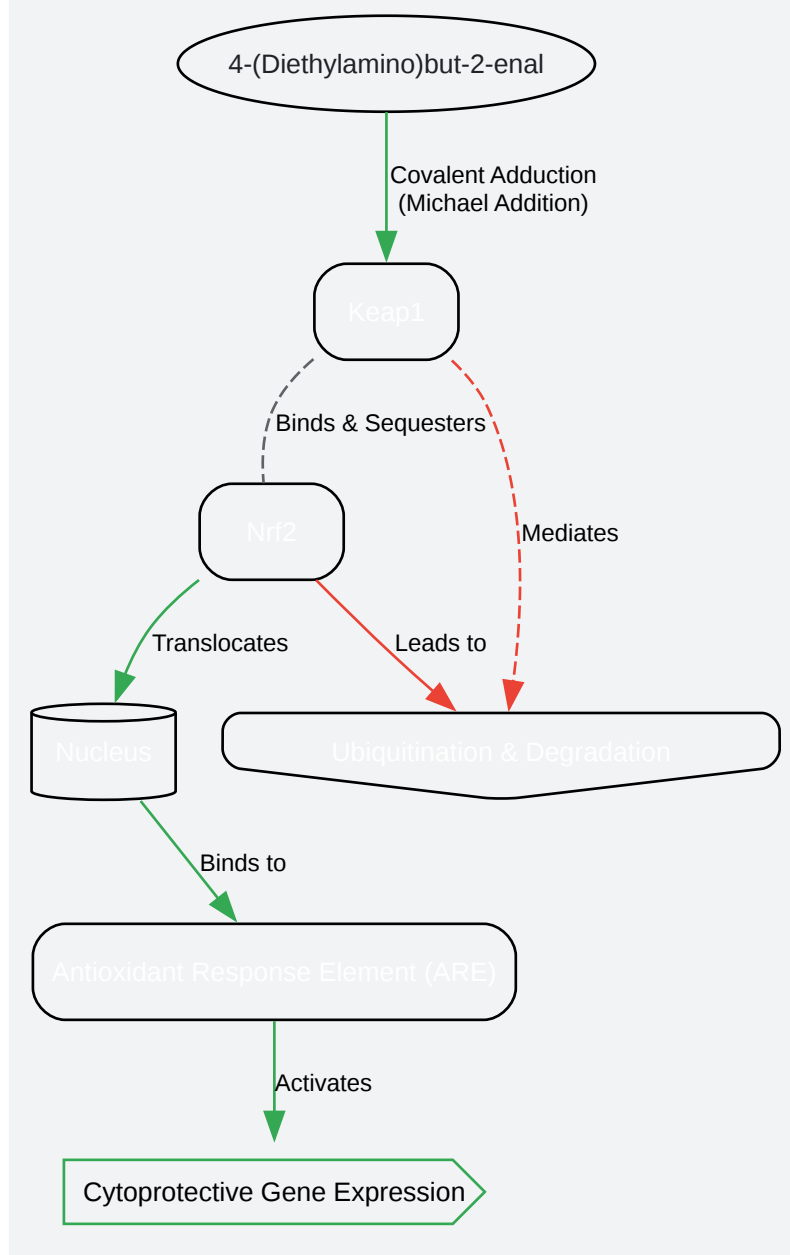 4-(Diethylamino)but-2-enal
Covalent Adduction
(Michael Addition)
Keap1
Binds & Sequesters
Nrf2
Mediates
Translocates
Leads to
Nucleus
Ubiquitination & Degradation
Binds to
Antioxidant Response Element (ARE)
Activates
Cytoprotective Gene Expression